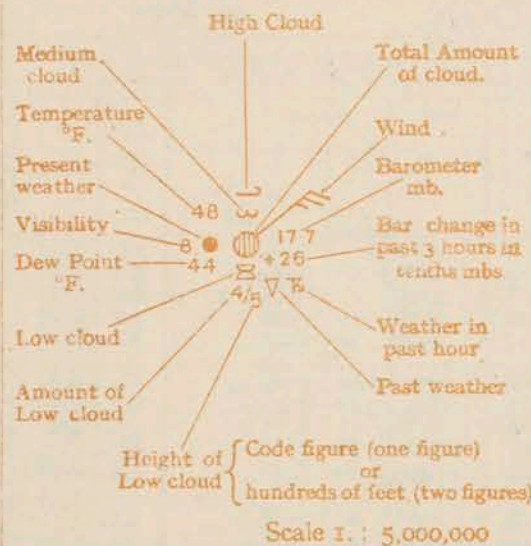 High Cloud
Medium
cloud
Total Amount
of cloud.
Temperature
°F.
Wind
Present
weather
Barometer
mb.
48
Visibility
8
17 7
Bar change in
past 3 hours in
tenths mbs
Dew Point
°F.
44
+26
Low cloud
4/5
Weather in
past hour
Amount of
Low cloud
Past weather
Height of
Low cloud
Code figure (one figure)
or
hundreds of feet (two figures)
Scale 1. : 5,000,000